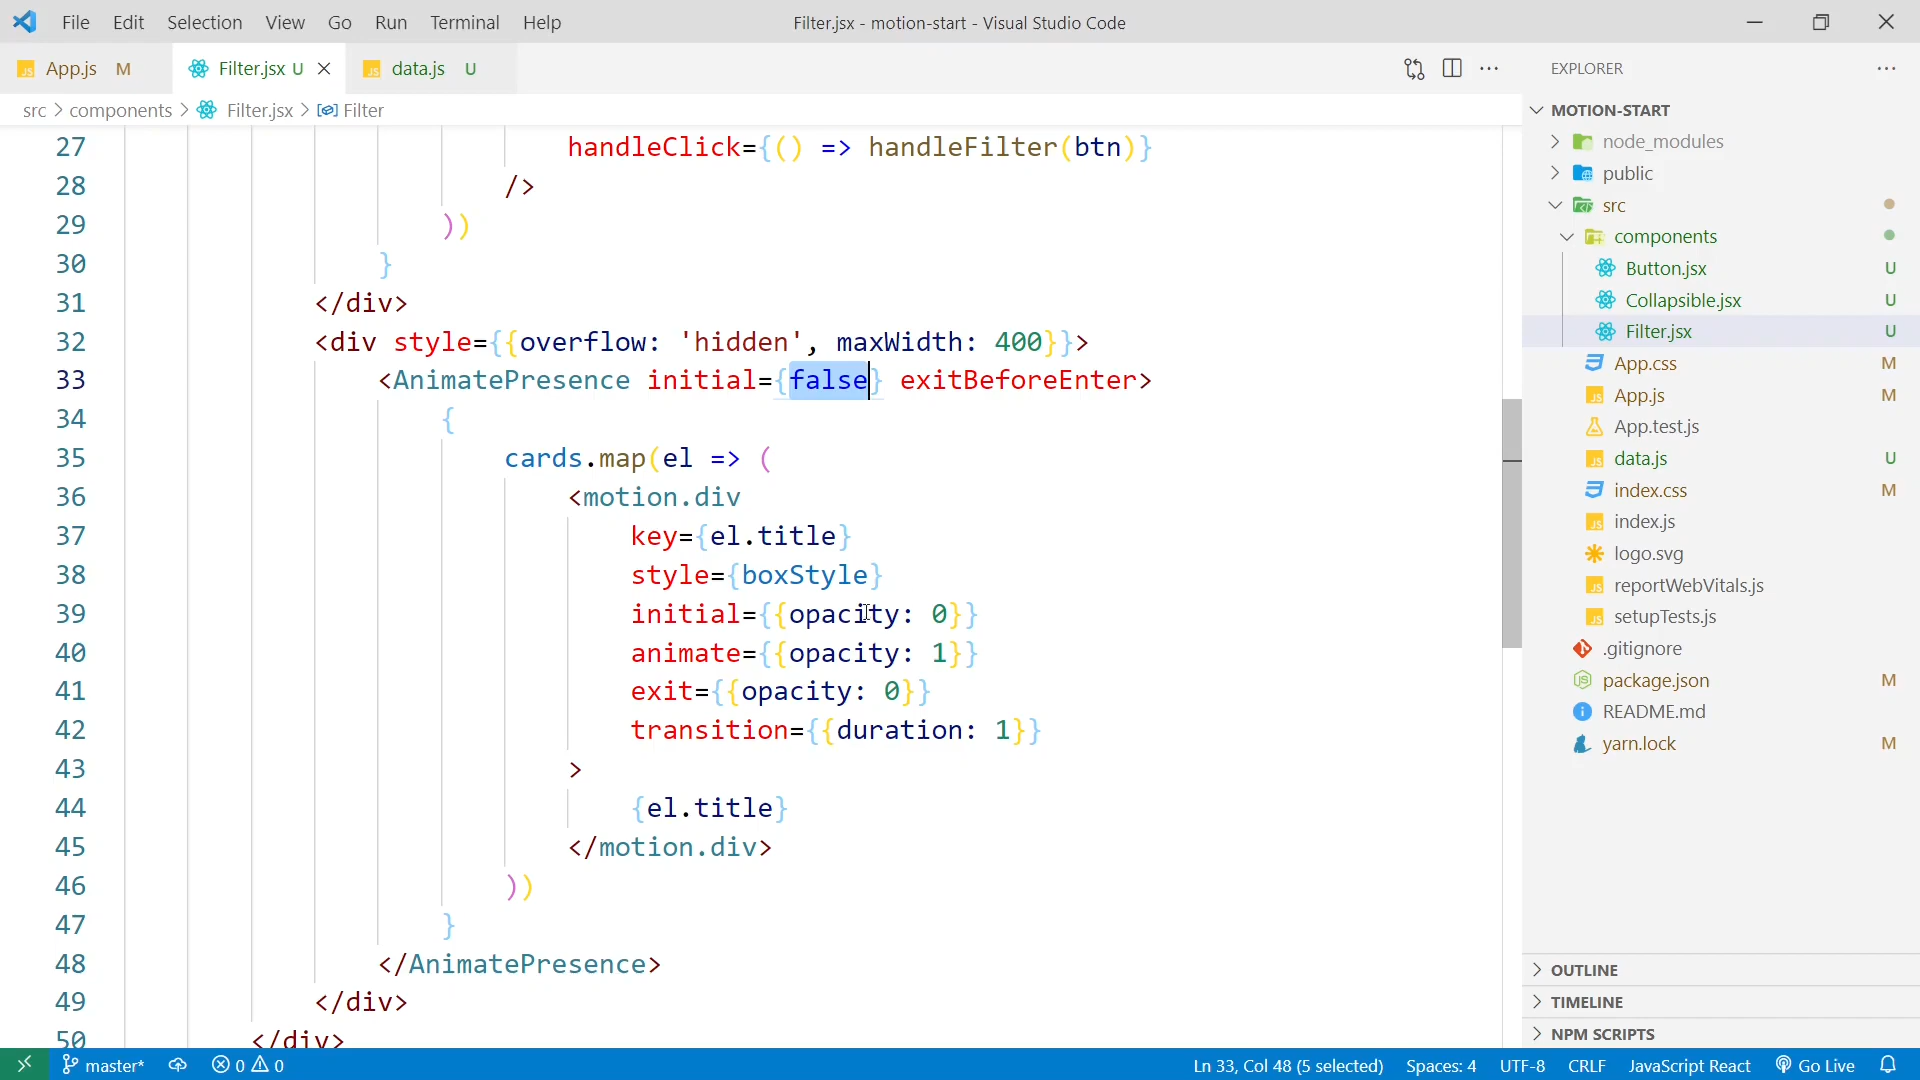 File Edit Selection View Go Run Terminal Help
Filter.jsx - motion-start - Visual Studio Code
App.js M
Filter.jsx U
data.js U
src > components > Filter.jsx > Filter
27 handleClick={() => handleFilter(btn)}
28 />
29 ))
30 }
31 </div>
32 <div style={{overflow: 'hidden', maxWidth: 400}}>
33 <AnimatePresence initial={false} exitBeforeEnter>
34 {
35 cards.map(el => (
36 <motion.div
37 key={el.title}
38 style={boxStyle}
39 initial={{opacity: 0}}
40 animate={{opacity: 1}}
41 exit={{opacity: 0}}
42 transition={{duration: 1}}
43 >
44 {el.title}
45 </motion.div>
46 ))
47 }
48 </AnimatePresence>
49 </div>
50 </div>
EXPLORER
MOTION-START
node_modules
public
src
components
Button.jsx U
Collapsible.jsx U
Filter.jsx U
App.css M
App.js M
App.test.js
data.js U
index.css M
index.js
logo.svg
reportWebVitals.js
setupTests.js
.gitignore
package.json M
README.md
yarn.lock M
OUTLINE
TIMELINE
NPM SCRIPTS
master* 0 0
Ln 33, Col 48 (5 selected) Spaces: 4 UTF-8 CRLF JavaScript React Go Live